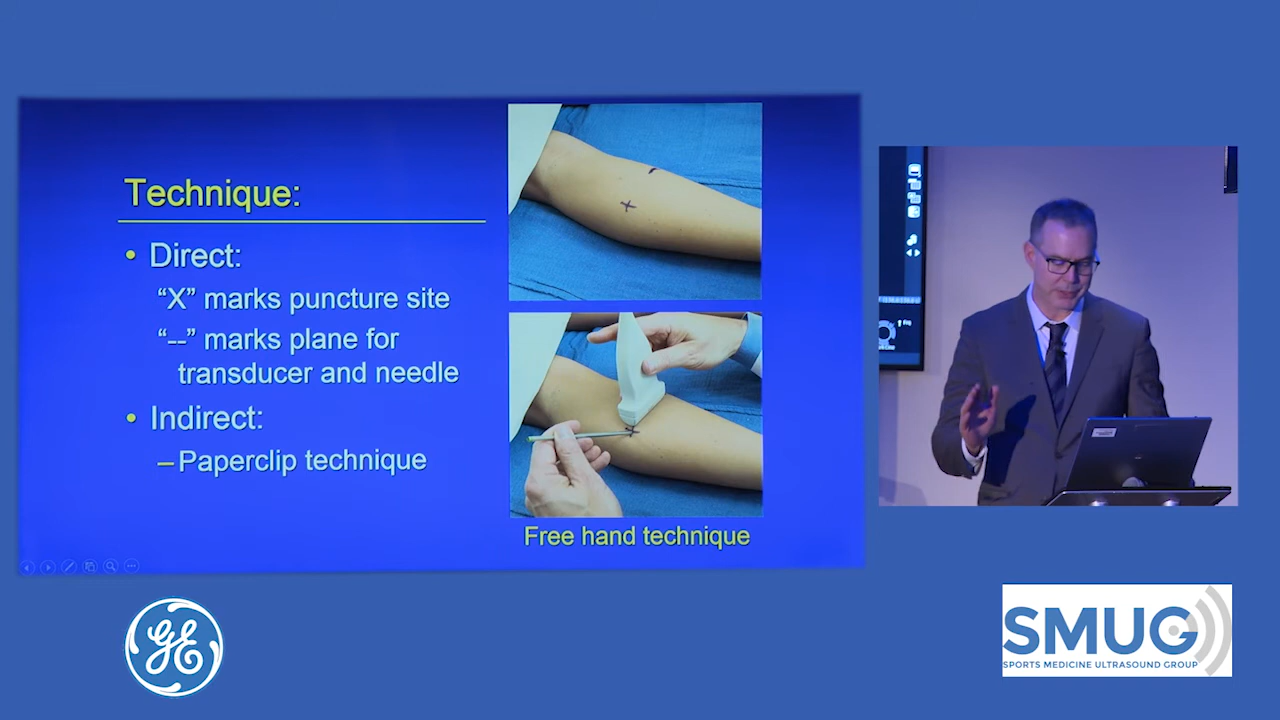 Technique:
• Direct:
“X” marks puncture site
“--” marks plane for
transducer and needle
• Indirect:
–Paperclip technique
Free hand technique
GE
SMUG
SPORTS MEDICINE ULTRASOUND GROUP